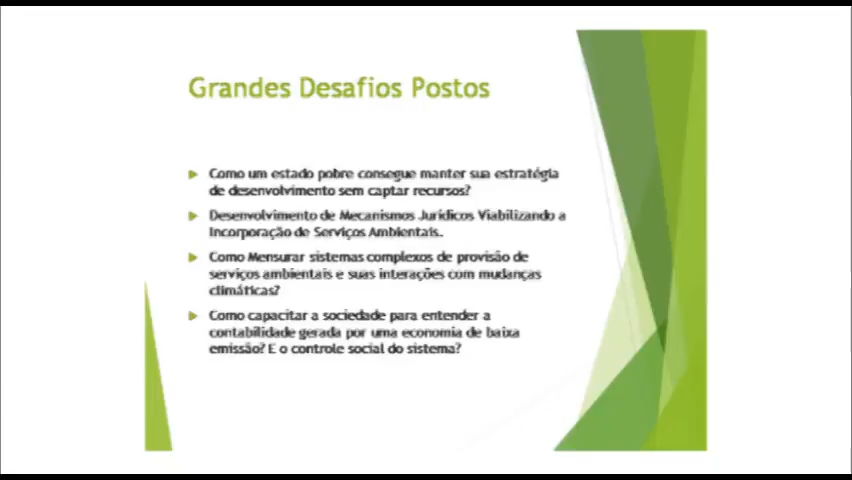 Grandes Desafios Postos
Como um estado pobre consegue manter sua estratégia
de desenvolvimento sem captar recursos?
Desenvolvimento de Mecanismos Jurídicos Viabilizando a
Incorporação de Serviços Ambientais.
Como Mensurar sistemas complexos de provisão de
serviços ambientais e suas interações com mudanças
climáticas?
Como capacitar a sociedade para entender a
contabilidade gerada por uma economia de baixa
emissão? E o controle social do sistema?